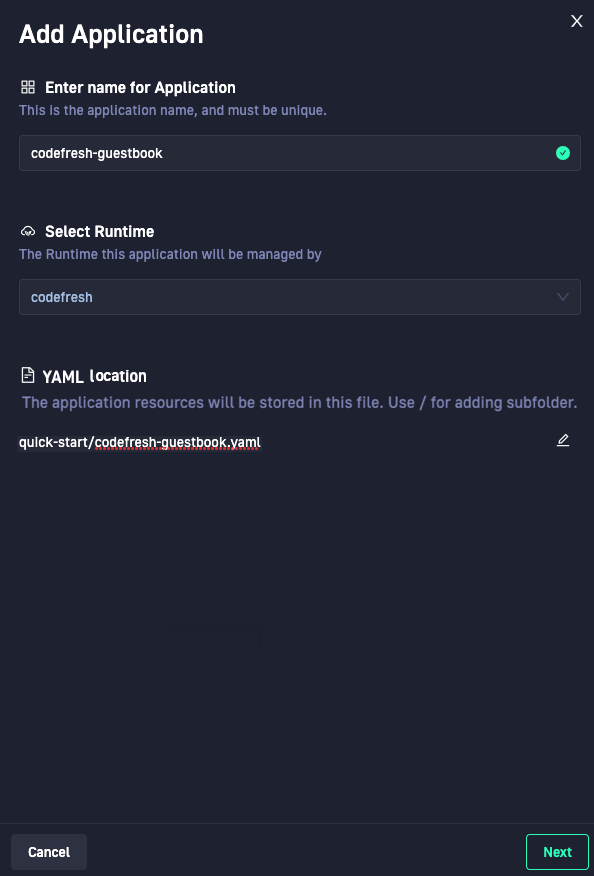 Add Application
X
Enter name for Application
This is the application name, and must be unique.
codefresh-guestbook
Select Runtime
The Runtime this application will be managed by
codefresh
YAML location
The application resources will be stored in this file. Use / for adding subfolder.
quick-start/codefresh-guestbook.yaml
Cancel
Next